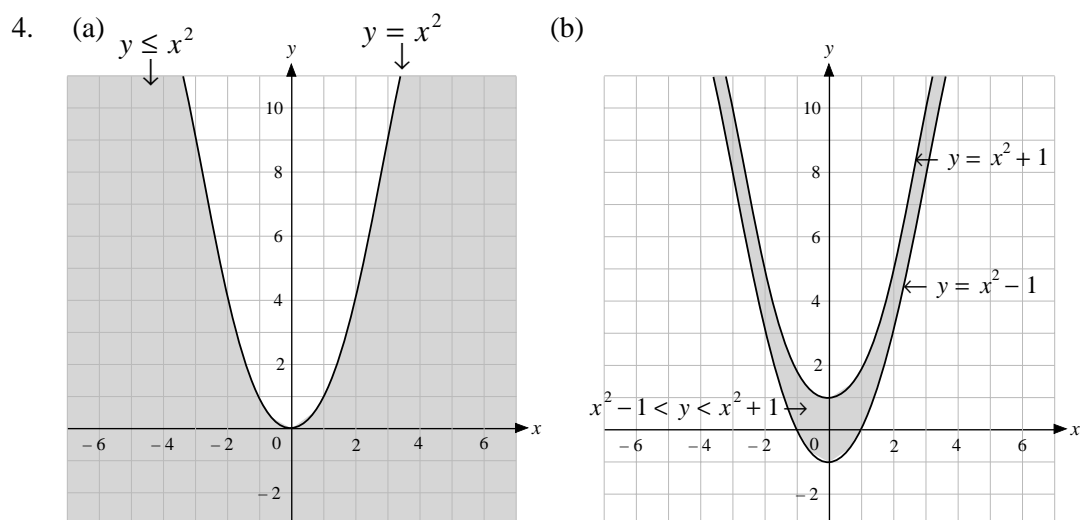 4. (a) (b)
y ≤ x² y = x²
y y
10 10
8 8
y = x² + 1
6 6
y = x² − 1
4 4
2 2
x² − 1 < y < x² + 1
x x
−6 −4 −2 0 2 4 6 −6 −4 −2 0 2 4 6
−2 −2